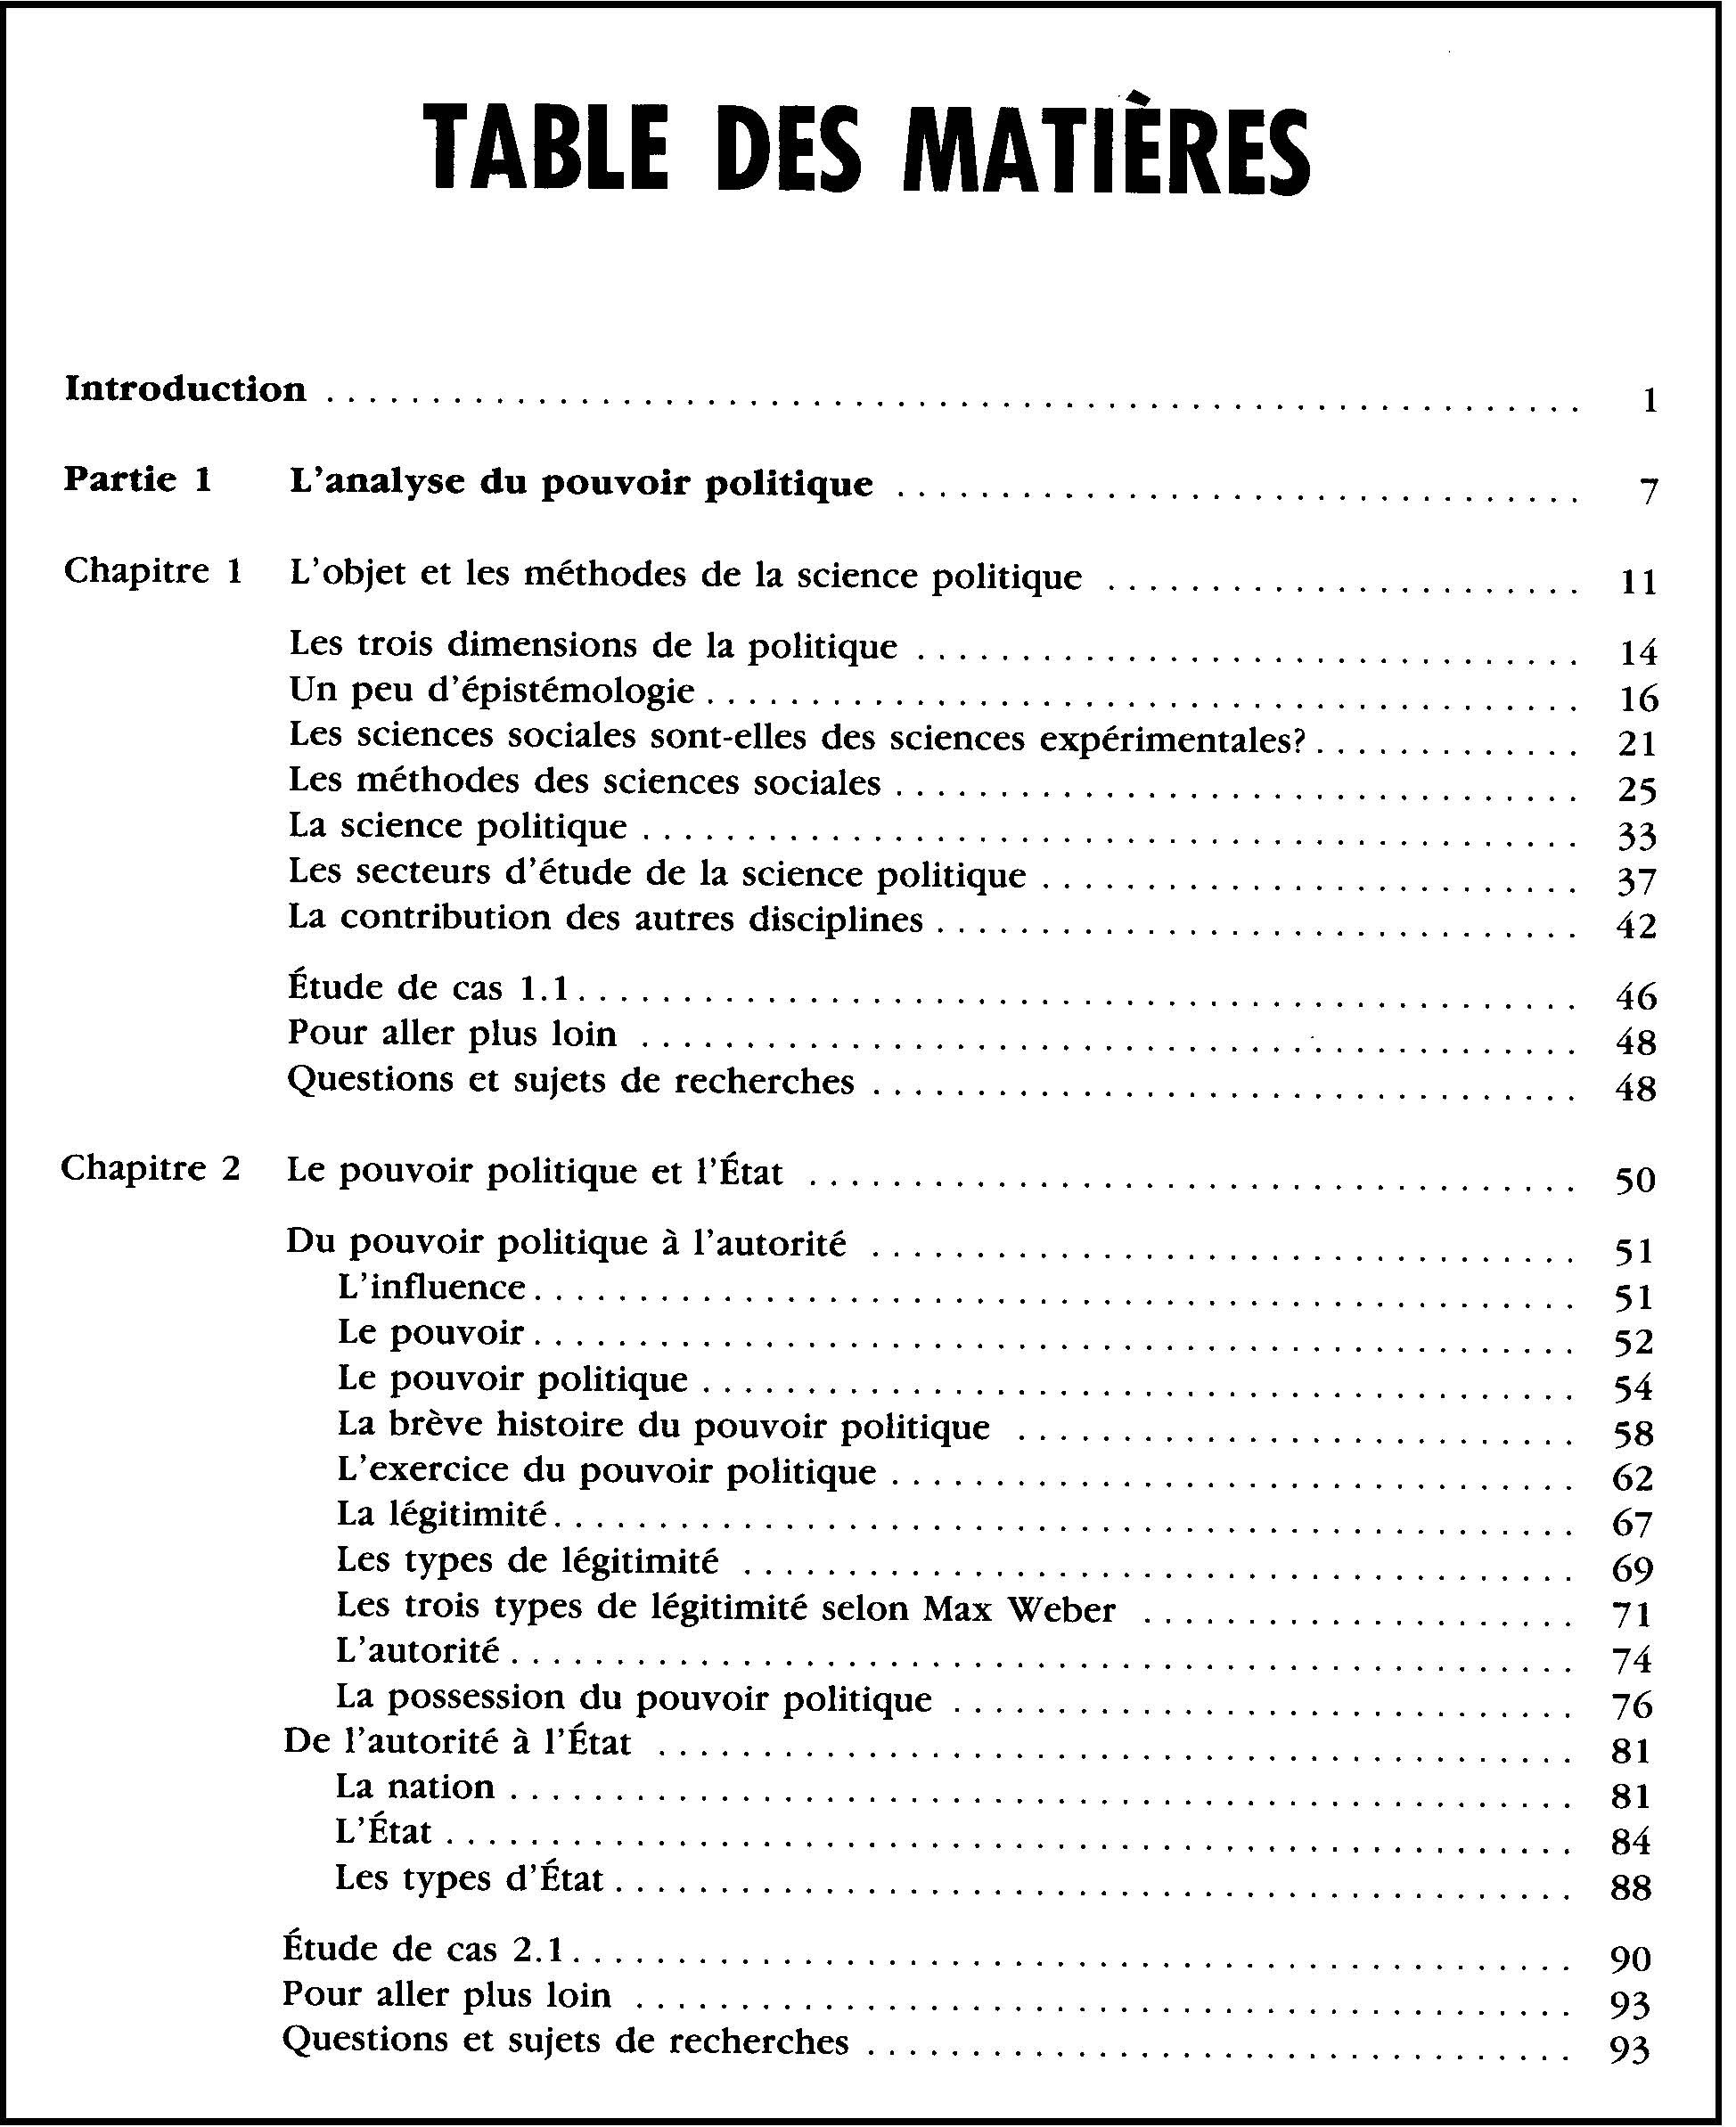 TABLE DES MATIÈRES
Introduction . . . . . . . . . . . . . . . . . . . . 1
Partie 1 L'analyse du pouvoir politique . . . . . . . . . . . . . . . . . . . . 7
Chapitre 1 L'objet et les méthodes de la science politique . . . . . . . . . . . . . . . . . . . . 11
Les trois dimensions de la politique . . . . . . . . . . . . . . . . . . . . 14
Un peu d'épistémologie . . . . . . . . . . . . . . . . . . . . 16
Les sciences sociales sont-elles des sciences expérimentales? . . . . . . . . . . . . . 21
Les méthodes des sciences sociales . . . . . . . . . . . . . . . . . . . . 25
La science politique . . . . . . . . . . . . . . . . . . . . 33
Les secteurs d'étude de la science politique . . . . . . . . . . . . . . . . . . . . 37
La contribution des autres disciplines . . . . . . . . . . . . . . . . . . . . 42
Étude de cas 1.1 . . . . . . . . . . . . . . . . . . . . 46
Pour aller plus loin . . . . . . . . . . . . . . . . . . . . 48
Questions et sujets de recherches . . . . . . . . . . . . . . . . . . . . 48
Chapitre 2 Le pouvoir politique et l'État . . . . . . . . . . . . . . . . . . . . 50
Du pouvoir politique à l'autorité . . . . . . . . . . . . . . . . . . . . 51
L'influence . . . . . . . . . . . . . . . . . . . . 51
Le pouvoir . . . . . . . . . . . . . . . . . . . . 52
Le pouvoir politique . . . . . . . . . . . . . . . . . . . . 54
La brève histoire du pouvoir politique . . . . . . . . . . . . . . . . . . . . 58
L'exercice du pouvoir politique . . . . . . . . . . . . . . . . . . . . 62
La légitimité . . . . . . . . . . . . . . . . . . . . 67
Les types de légitimité . . . . . . . . . . . . . . . . . . . . 69
Les trois types de légitimité selon Max Weber . . . . . . . . . . . . . . . . . . . . 71
L'autorité . . . . . . . . . . . . . . . . . . . . 74
La possession du pouvoir politique . . . . . . . . . . . . . . . . . . . . 76
De l'autorité à l'État . . . . . . . . . . . . . . . . . . . . 81
La nation . . . . . . . . . . . . . . . . . . . . 81
L'État . . . . . . . . . . . . . . . . . . . . 84
Les types d'État . . . . . . . . . . . . . . . . . . . . 88
Étude de cas 2.1 . . . . . . . . . . . . . . . . . . . . 90
Pour aller plus loin . . . . . . . . . . . . . . . . . . . . 93
Questions et sujets de recherches . . . . . . . . . . . . . . . . . . . . 93